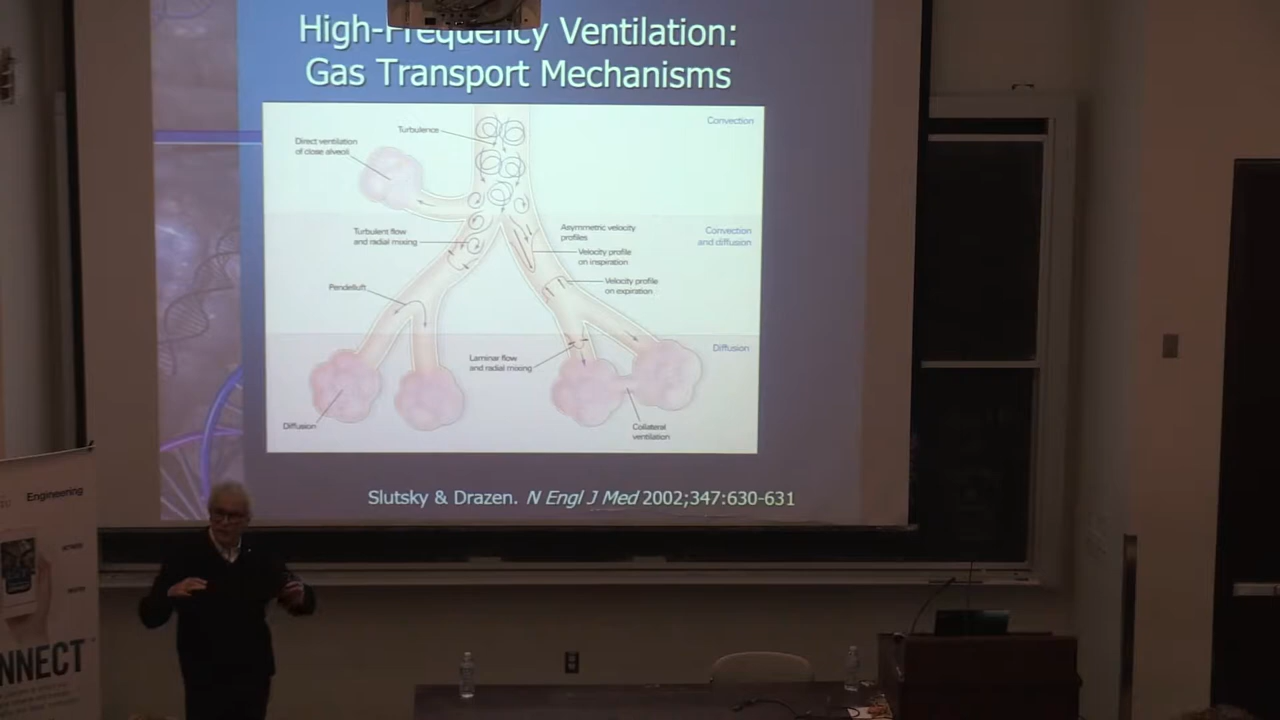 High-Frequency Ventilation:
Gas Transport Mechanisms
Convection
Turbulence
Direct ventilation
of close alveoli
Turbulent flow
and radial mixing
Asymmetric velocity
profiles
Convection
and diffusion
Velocity profile
on inspiration
Velocity profile
on expiration
Pendelluft
Laminar flow
and radial mixing
Diffusion
Diffusion
Collateral
ventilation
Slutsky & Drazen. N Engl J Med 2002;347:630-631
Engineering
NNECT